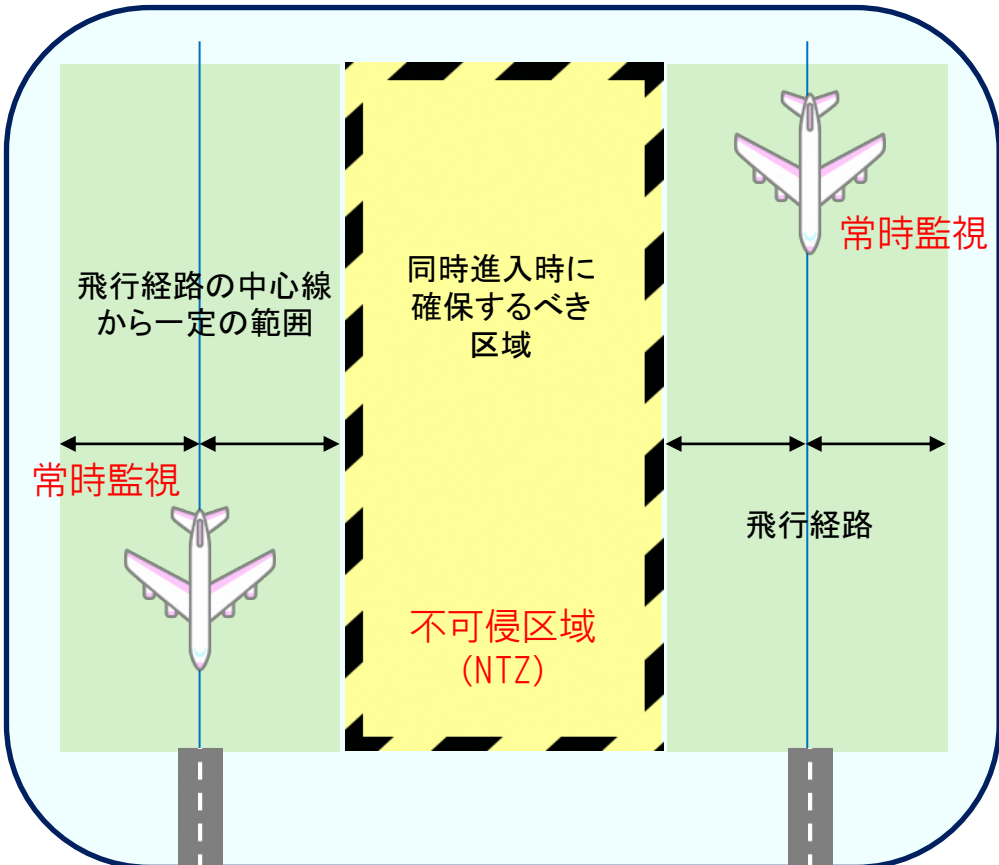 飛行経路の中心線
から一定の範囲
常時監視
同時進入時に
確保するべき
区域
不可侵区域
(NTZ)
常時監視
飛行経路